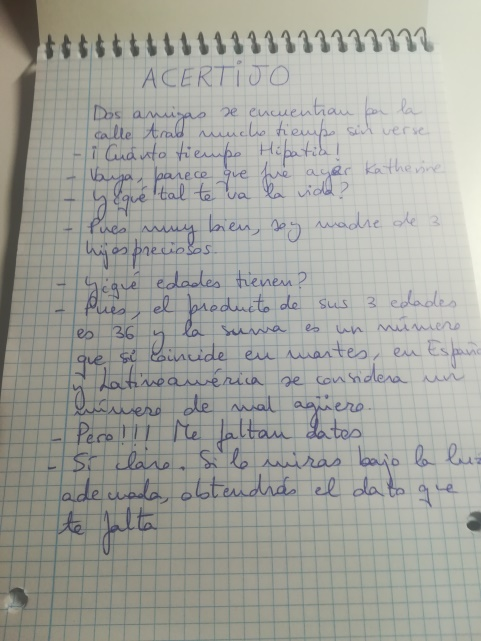 ACERTIJO
Dos amigas se encuentran por la
calle tras mucho tiempo sin verse
- ¡Cuánto tiempo Hipatia!
- Vaya, parece que fue ayer Katherine
- y ¿qué tal te va la vida?
- Pues muy bien, soy madre de 3
hijos preciosos.
- y ¿qué edades tienen?
- Pues, el producto de sus 3 edades
es 36 y la suma es un número
que si coincide en martes, en España
y Latinoamérica se considera un
número de mal agüero.
- Pero!!! Me faltan datos
- Sí claro. Si lo miras bajo la luz
adecuada, obtendrás el dato que
te falta